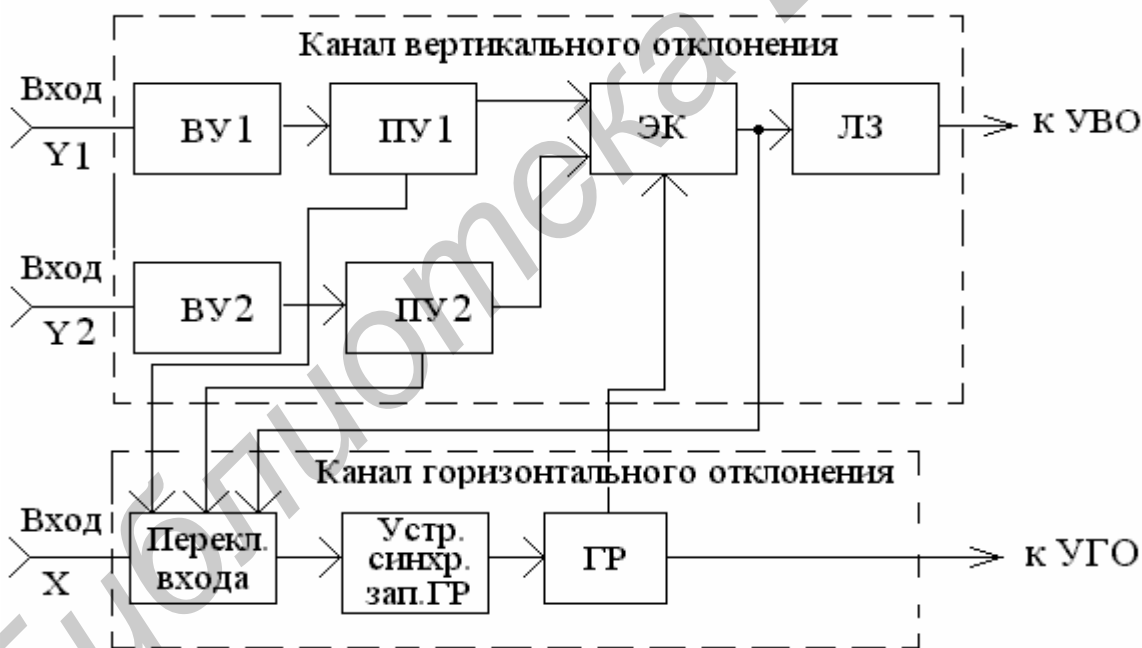 Канал вертикального отклонения
Вход
Y1
ВУ1
ПУ1
ЭК
ЛЗ
к УВО
Вход
Y2
ВУ2
ПУ2
Канал горизонтального отклонения
Вход
X
Перекл.
входа
Устр.
синхр.
зап.ГР
ГР
к УГО
Библиотека